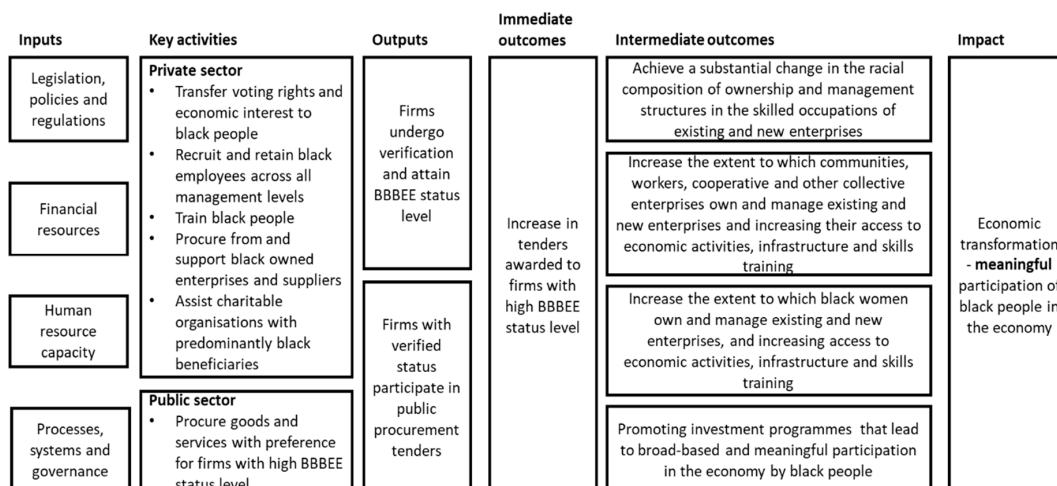 Inputs
Key activities
Outputs
Immediate
outcomes
Intermediate outcomes
Impact
Legislation,
policies and
regulations
Financial
resources
Human
resource
capacity
Processes,
systems and
governance
Private sector
• Transfer voting rights and
economic interest to
black people
• Recruit and retain black
employees across all
management levels
• Train black people
• Procure from and
support black owned
enterprises and suppliers
• Assist charitable
organisations with
predominantly black
beneficiaries
Public sector
• Procure goods and
services with preference
for firms with high BBBEE
status level
Firms
undergo
verification
and attain
BBBEE status
level
Firms with
verified
status
participate in
public
procurement
tenders
Increase in
tenders
awarded to
firms with
high BBBEE
status level
Achieve a substantial change in the racial
composition of ownership and management
structures in the skilled occupations of
existing and new enterprises
Increase the extent to which communities,
workers, cooperative and other collective
enterprises own and manage existing and
new enterprises and increasing their access to
economic activities, infrastructure and skills
training
Increase the extent to which black women
own and manage existing and new
enterprises, and increasing access to
economic activities, infrastructure and skills
training
Promoting investment programmes that lead
to broad-based and meaningful participation
in the economy by black people
Economic
transformation
- meaningful
participation of
black people in
the economy